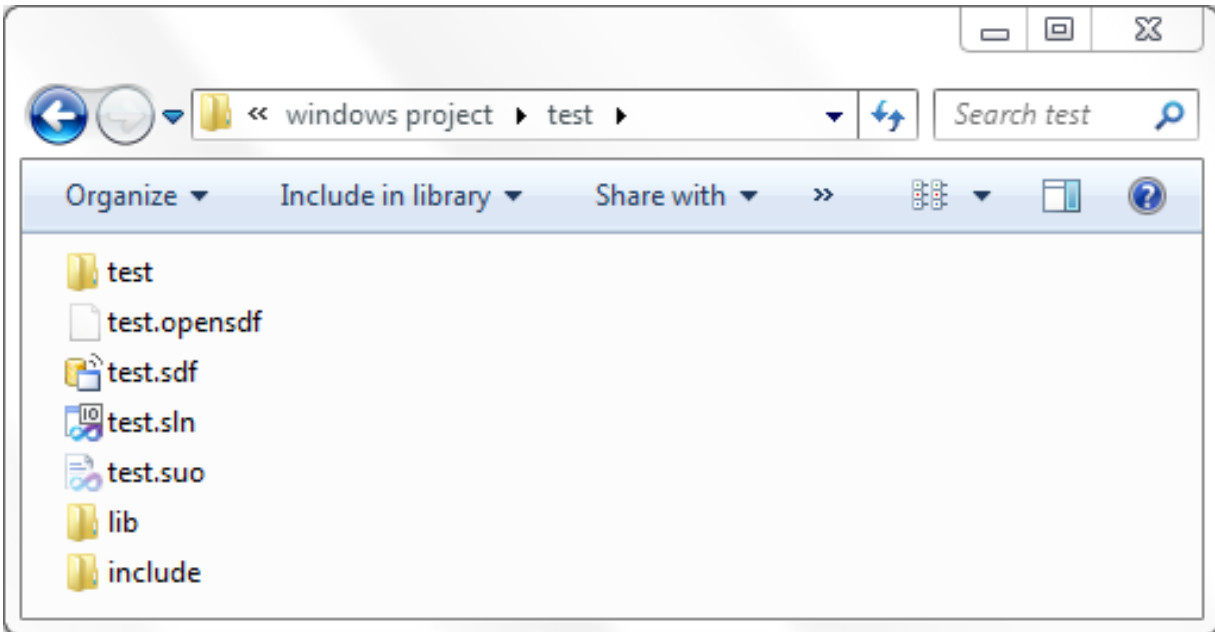 « windows project ▸ test ▸ Search test
Organize Include in library Share with »
test
test.opensdf
test.sdf
10
test.sln
test.suo
lib
include